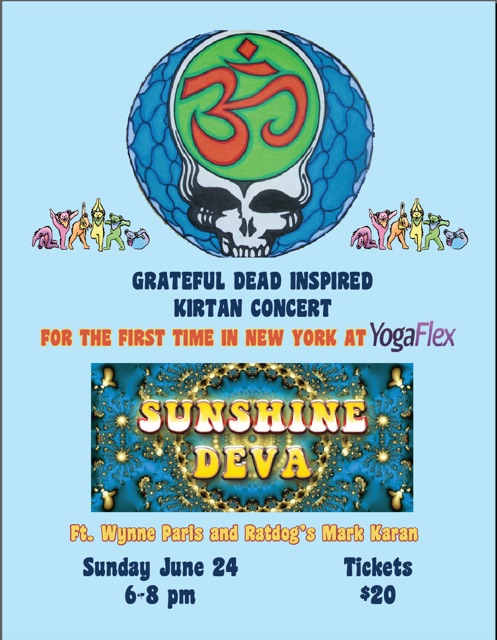 ॐ
GRATEFUL DEAD INSPIRED
KIRTAN CONCERT
FOR THE FIRST TIME IN NEW YORK AT YogaFlex
SUNSHINE
DEVA
Ft. Wynne Paris and Ratdog's Mark Karan
Sunday June 24
6-8 pm
Tickets
$20